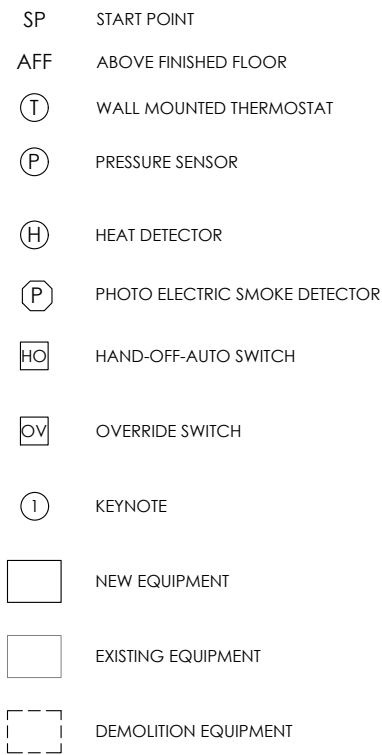 SP START POINT
AFF ABOVE FINISHED FLOOR
T WALL MOUNTED THERMOSTAT
P PRESSURE SENSOR
H HEAT DETECTOR
P PHOTO ELECTRIC SMOKE DETECTOR
HO HAND-OFF-AUTO SWITCH
OV OVERRIDE SWITCH
1 KEYNOTE
NEW EQUIPMENT
EXISTING EQUIPMENT
DEMOLITION EQUIPMENT